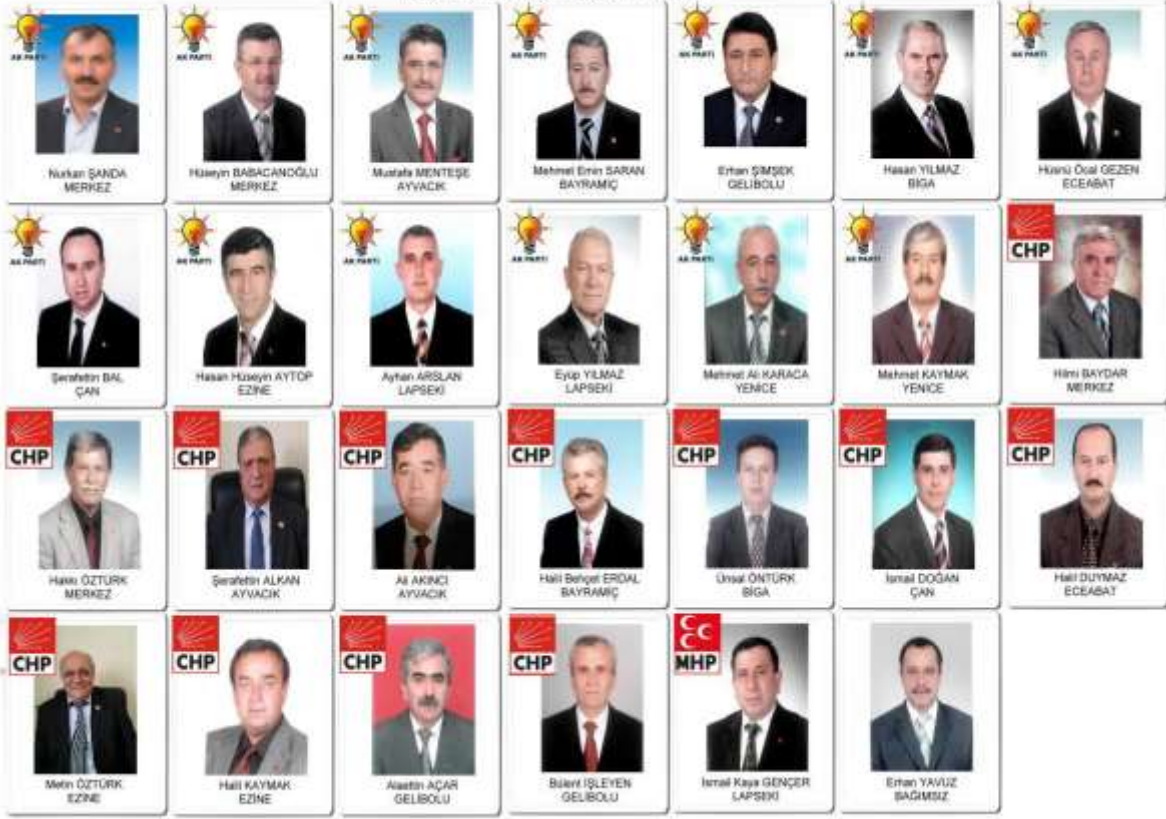 AK PARTİ
Nurkan ŞANDA
MERKEZ
AK PARTİ
Hüseyin BABACANOĞLU
MERKEZ
AK PARTİ
Mustafa MENTEŞE
AYVACIK
AK PARTİ
Mehmet Emin SARAN
BAYRAMİÇ
AK PARTİ
Erhan ŞİMŞEK
GELİBOLU
AK PARTİ
Hasan YILMAZ
BİGA
AK PARTİ
Hüsnü Öcal GEZEN
ECEABAT
AK PARTİ
Şerafettin BAL
ÇAN
AK PARTİ
Hasan Hüseyin AYTOP
EZİNE
AK PARTİ
Ayhan ARSLAN
LAPSEKİ
AK PARTİ
Eyüp YILMAZ
LAPSEKİ
AK PARTİ
Mehmet Ali KARACA
YENİCE
AK PARTİ
Mehmet KAYMAK
YENİCE
CHP
Hilmi BAYDAR
MERKEZ
CHP
Hakkı ÖZTÜRK
MERKEZ
CHP
Şerafettin ALKAN
AYVACIK
CHP
Ali AKINCI
AYVACIK
CHP
Halil Behçet ERDAL
BAYRAMİÇ
CHP
Ünsal ÖNTÜRK
BİGA
CHP
İsmail DOĞAN
ÇAN
CHP
Halil DUYMAZ
ECEABAT
CHP
Metin ÖZTÜRK
EZİNE
CHP
Halil KAYMAK
EZİNE
CHP
Alaettin AÇAR
GELİBOLU
CHP
Bülent İŞLEYEN
GELİBOLU
MHP
İsmail Kaya GENÇER
LAPSEKİ
Erhan YAVUZ
BAĞIMSIZ